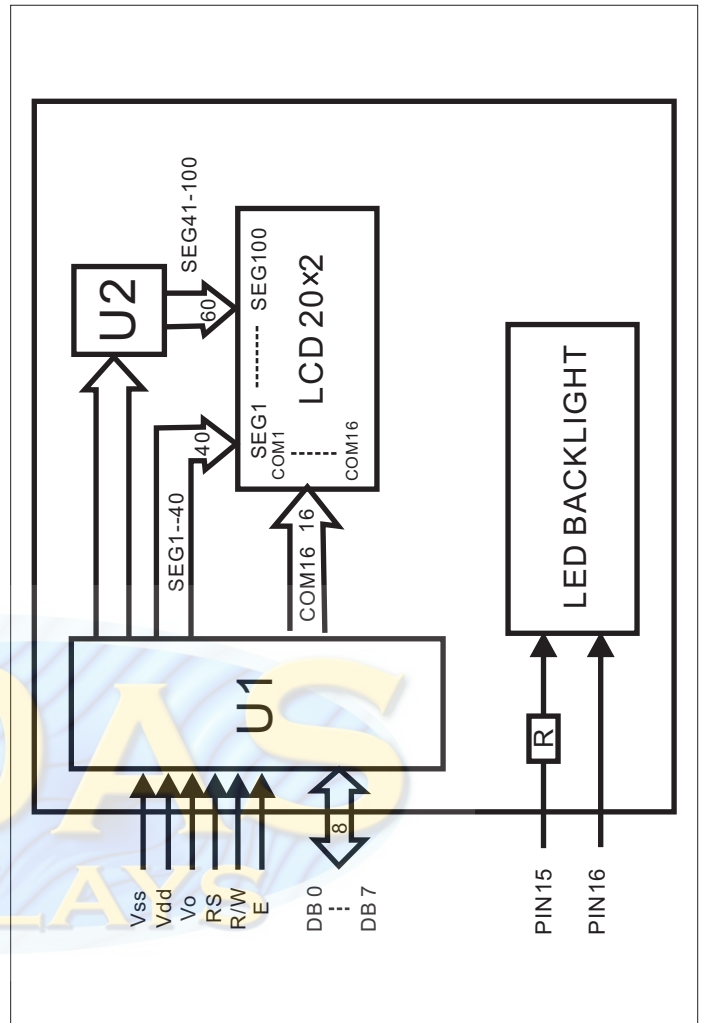 Vss
Vdd
Vo
RS
R/W
E
DB 0
DB 7
8
U1
U2
SEG1--40
40
SEG41-100
60
COM16 16
SEG1 SEG100
COM1
COM16
LCD 20×2
PIN15
PIN16
R
LED BACKLIGHT